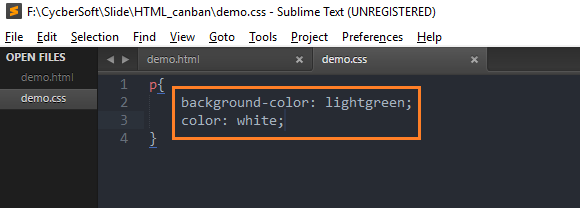 F:\CycberSoft\Slide\HTML_canban\demo.css - Sublime Text (UNREGISTERED)
File Edit Selection Find View Goto Tools Project Preferences Help
OPEN FILES
demo.html
demo.css
demo.html × demo.css ×
1 p{
2 background-color: lightgreen;
3 color: white;
4 }